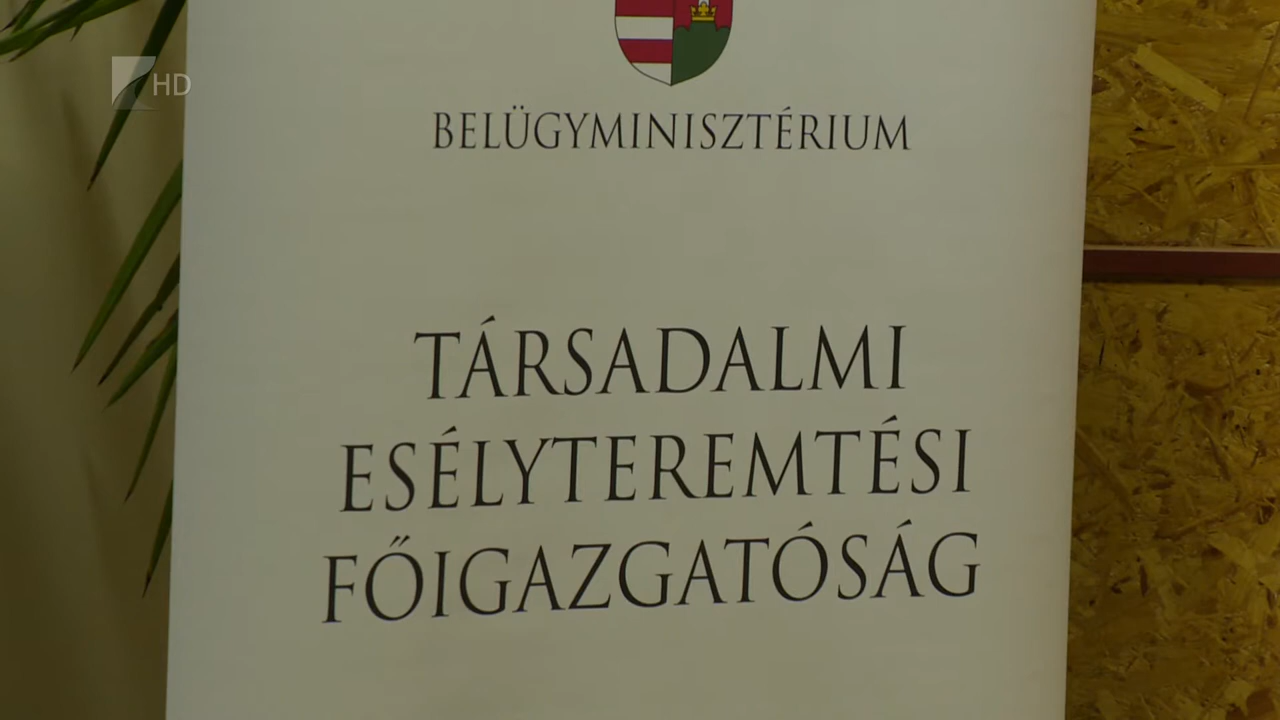 HD
BELÜGYMINISZTÉRIUM
TÁRSADALMI
ESÉLYTEREMTÉSI
FŐIGAZGATÓSÁG